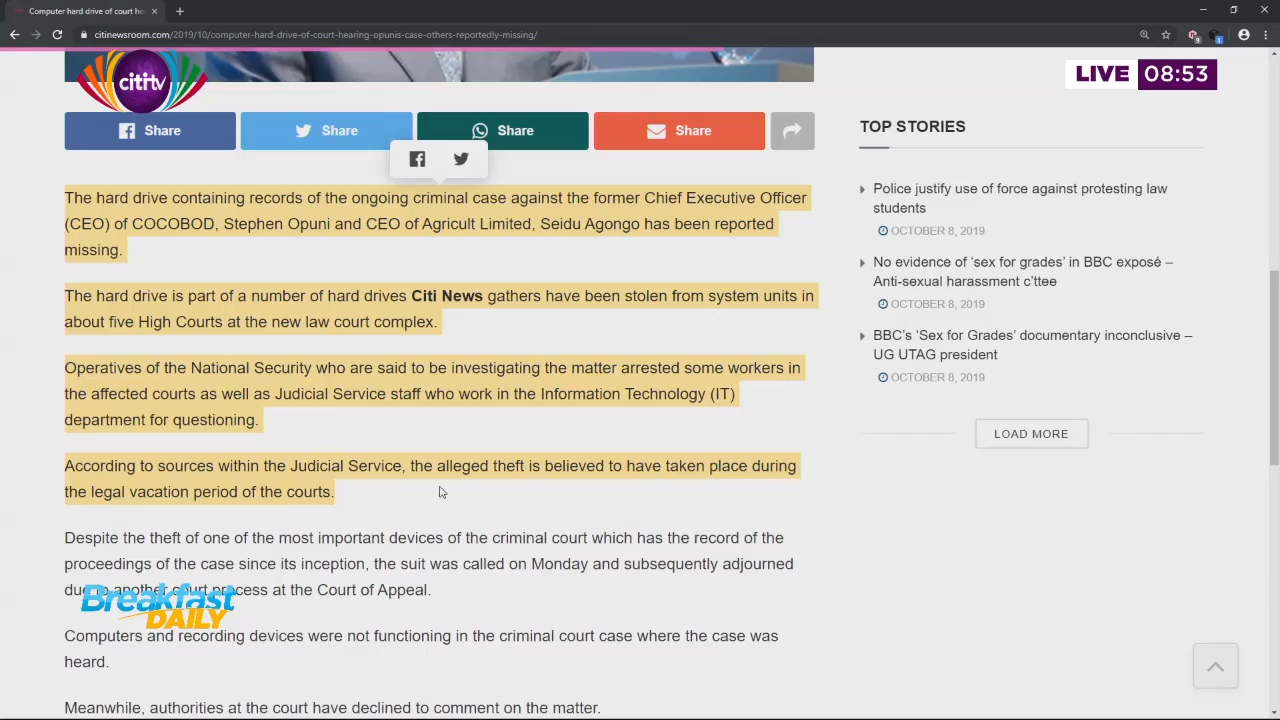 Computer hard drive of court he
citinewsroom.com/2019/10/computer-hard-drive-of-court-hearing-opunis-case-others-reportedly-missing/
citi tv
LIVE 08:53
Share
Share
Share
Share
The hard drive containing records of the ongoing criminal case against the former Chief Executive Officer
(CEO) of COCOBOD, Stephen Opuni and CEO of Agricult Limited, Seidu Agongo has been reported
missing.
The hard drive is part of a number of hard drives Citi News gathers have been stolen from system units in
about five High Courts at the new law court complex.
Operatives of the National Security who are said to be investigating the matter arrested some workers in
the affected courts as well as Judicial Service staff who work in the Information Technology (IT)
department for questioning.
According to sources within the Judicial Service, the alleged theft is believed to have taken place during
the legal vacation period of the courts.
Despite the theft of one of the most important devices of the criminal court which has the record of the
proceedings of the case since its inception, the suit was called on Monday and subsequently adjourned
due to another court process at the Court of Appeal.
Breakfast
DAILY
Computers and recording devices were not functioning in the criminal court case where the case was
heard.
Meanwhile, authorities at the court have declined to comment on the matter.
TOP STORIES
Police justify use of force against protesting law
students
OCTOBER 8, 2019
No evidence of ‘sex for grades’ in BBC exposé –
Anti-sexual harassment c’ttee
OCTOBER 8, 2019
BBC’s ‘Sex for Grades’ documentary inconclusive –
UG UTAG president
OCTOBER 8, 2019
LOAD MORE